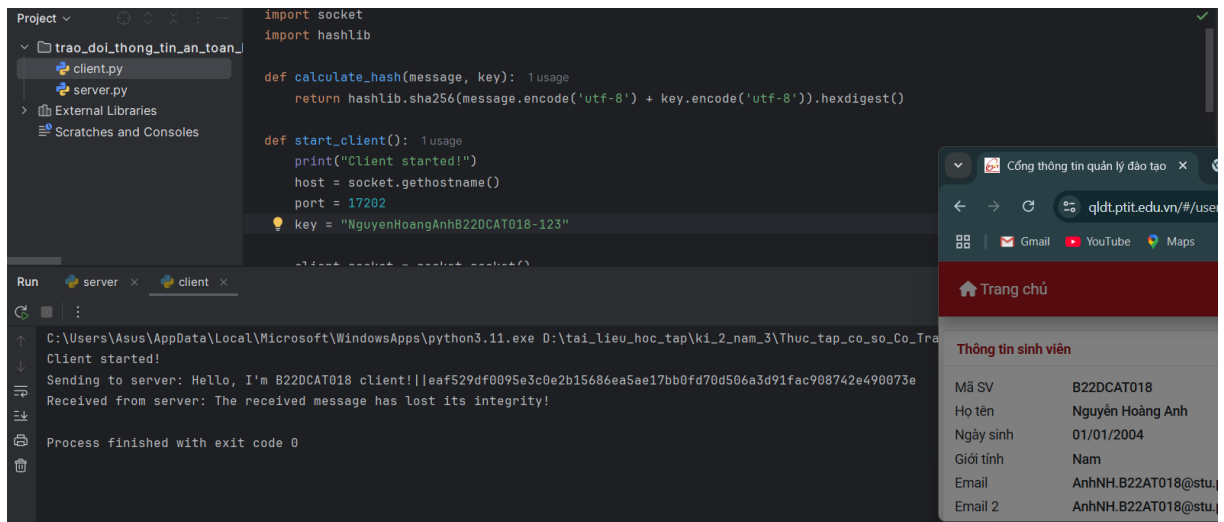 Project
trao_doi_thong_tin_an_toan_
client.py
server.py
External Libraries
Scratches and Consoles
import socket
import hashlib
def calculate_hash(message, key): 1 usage
return hashlib.sha256(message.encode('utf-8') + key.encode('utf-8')).hexdigest()
def start_client(): 1 usage
print("Client started!")
host = socket.gethostname()
port = 17202
key = "NguyenHoangAnhB22DCAT018-123"
client_socket = socket.socket()
Run
server
client
C:\Users\Asus\AppData\Local\Microsoft\WindowsApps\python3.11.exe D:\tai_lieu_hoc_tap\ki_2_nam_3\Thuc_tap_co_so_Co_Tra
Client started!
Sending to server: Hello, I'm B22DCAT018 client!||eaf529df0095e3c0e2b15686ea5ae17bb0fd70d506a3d91fac908742e490073e
Received from server: The received message has lost its integrity!
Process finished with exit code 0
Cổng thông tin quản lý đào tạo
qldt.ptit.edu.vn/#/user
Gmail
YouTube
Maps
Trang chủ
Thông tin sinh viên
Mã SV B22DCAT018
Họ tên Nguyễn Hoàng Anh
Ngày sinh 01/01/2004
Giới tính Nam
Email AnhNH.B22AT018@stu.p
Email 2 AnhNH.B22AT018@stu.p